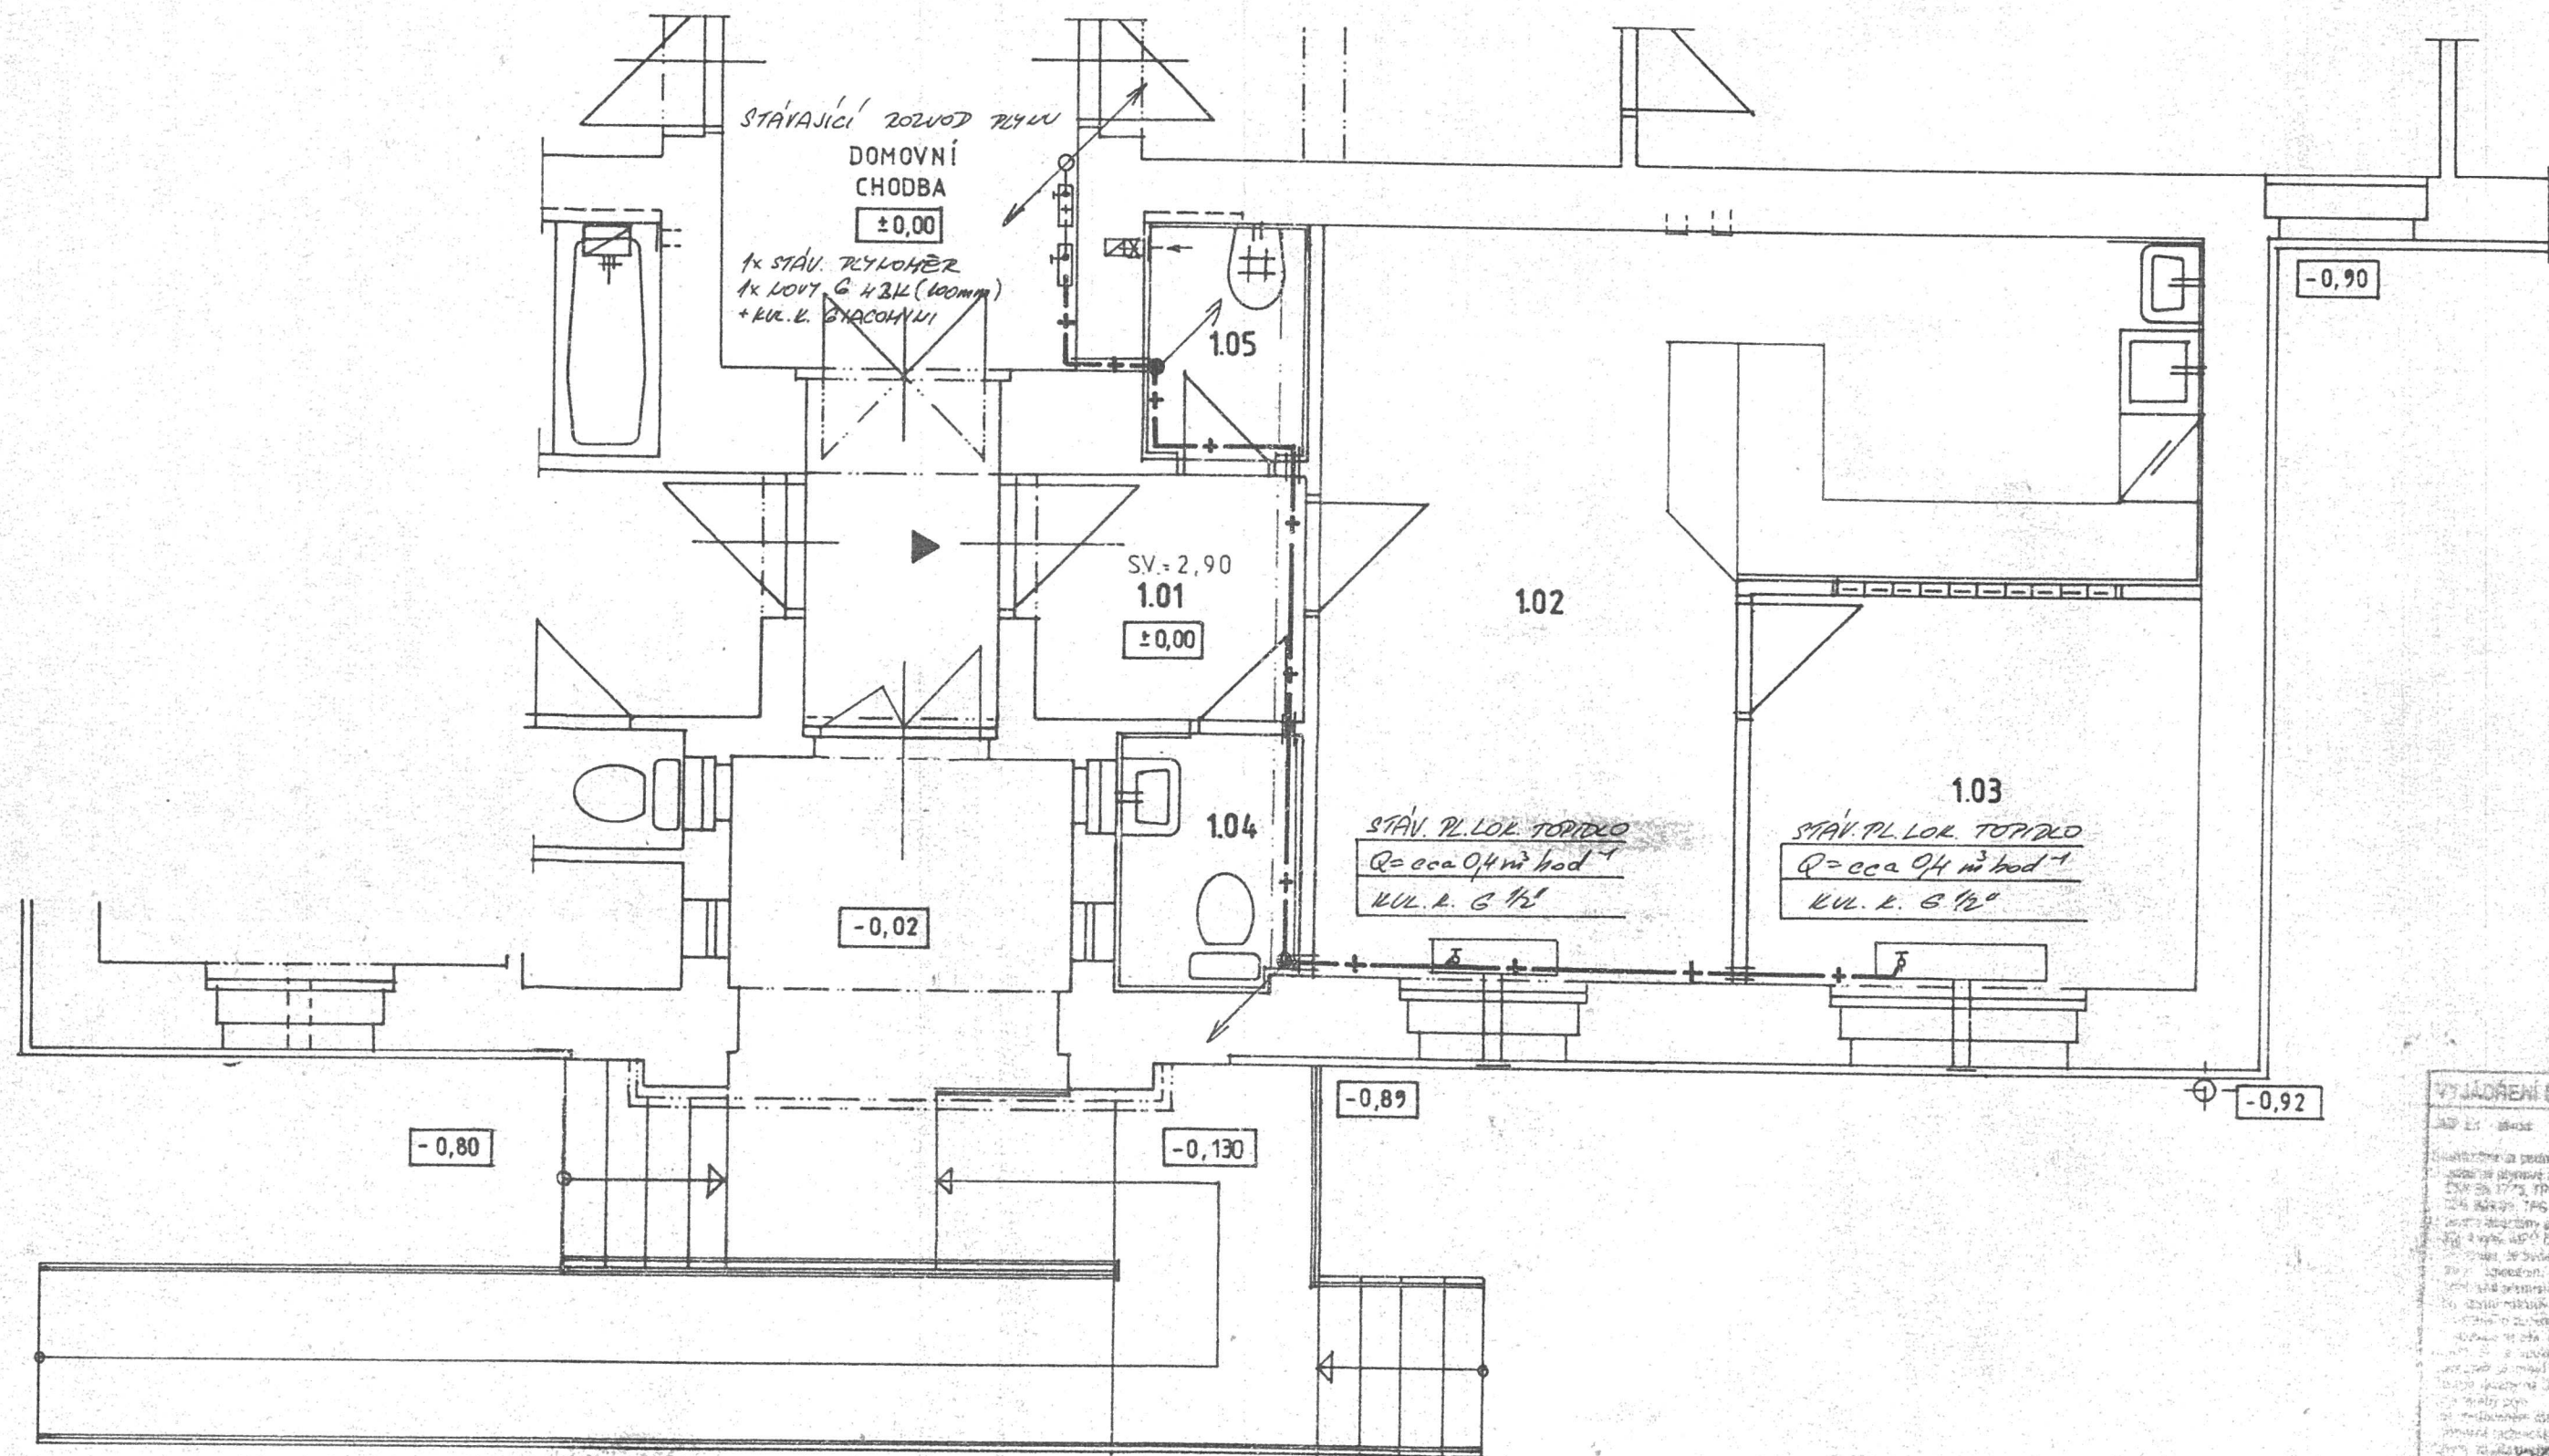 STÁVAJÍCÍ ROZVOD PLYNU
DOMOVNÍ
CHODBA
±0,00
1x STÁV. PLYNOMĚR
1x NOVÝ G 4 BK (100mm)
+ KUL. K. GIACOMINI
1.05
-0,90
S.V.=2,90
1.01
±0,00
1.02
1.03
1.04
STÁV. PL. LOK. TOPIDLO
Q=cca 0,4 m³ hod⁻¹
KUL. K. G 1/2"
STÁV. PL. LOK. TOPIDLO
Q=cca 0,4 m³ hod⁻¹
KUL. K. G 1/2"
-0,02
-0,89
-0,92
-0,80
-0,130
VYJÁDŘENÍ